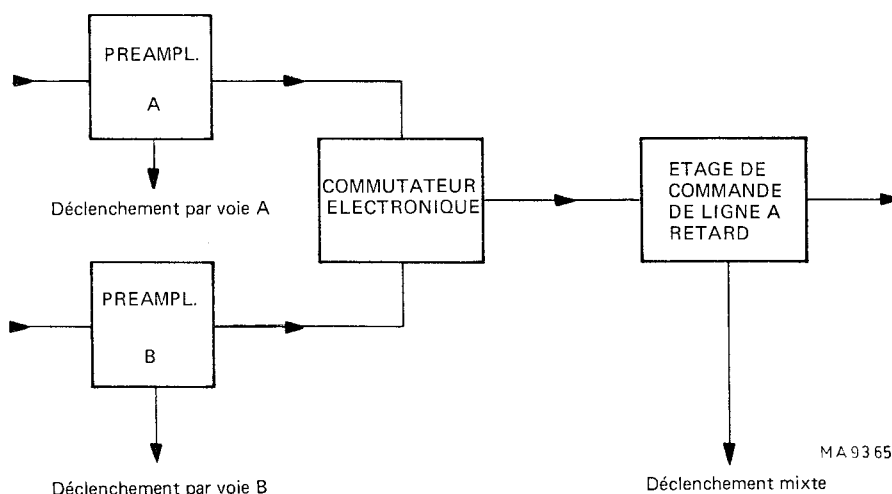 PREAMPL.
A
Déclenchement par voie A
COMMUTATEUR
ELECTRONIQUE
ETAGE DE
COMMANDE
DE LIGNE A
RETARD
PREAMPL.
B
Déclenchement par voie B
MA9365
Déclenchement mixte